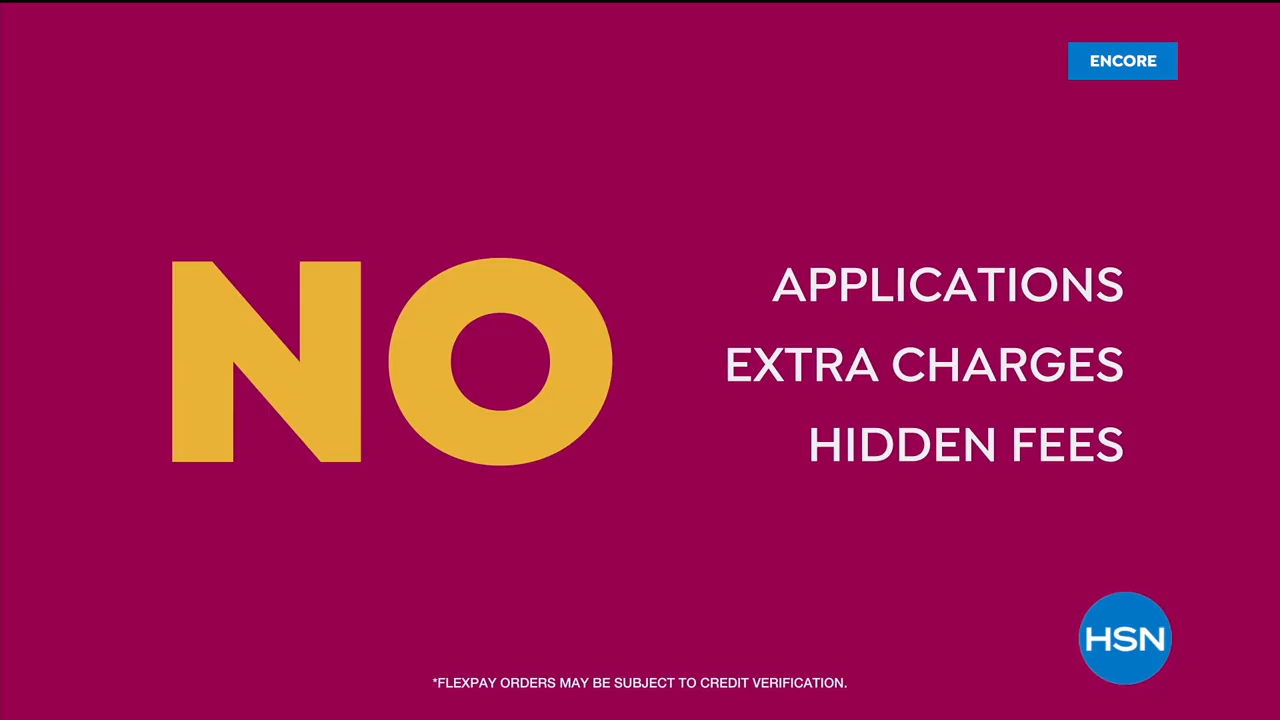 ENCORE
NO
APPLICATIONS
EXTRA CHARGES
HIDDEN FEES
HSN
*FLEXPAY ORDERS MAY BE SUBJECT TO CREDIT VERIFICATION.